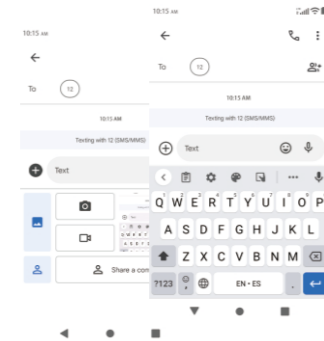 10:15 AM
To 12
10:15 AM
Texting with 12 (SMS/MMS)
Text
Share a con
10:15 AM
To 12
10:15 AM
Texting with 12 (SMS/MMS)
Text
Q W E R T Y U I O P
A S D F G H J K L
Z X C V B N M
?123 , EN • ES .